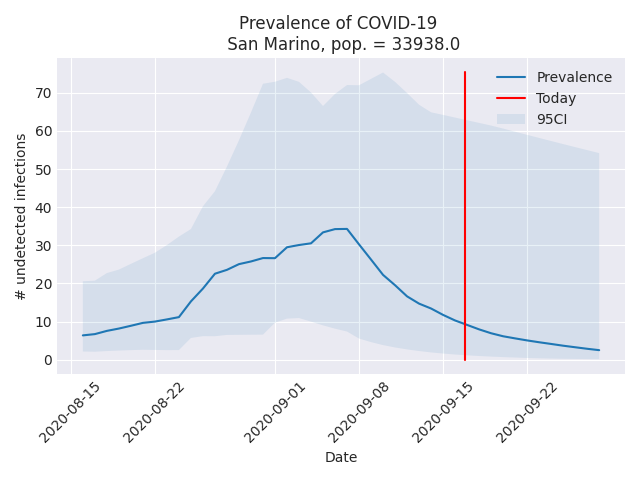 Prevalence of COVID-19
San Marino, pop. = 33938.0
Prevalence
Today
95CI
# undetected infections
70
60
50
40
30
20
10
0
2020-08-15
2020-08-22
2020-09-01
2020-09-08
2020-09-15
2020-09-22
Date